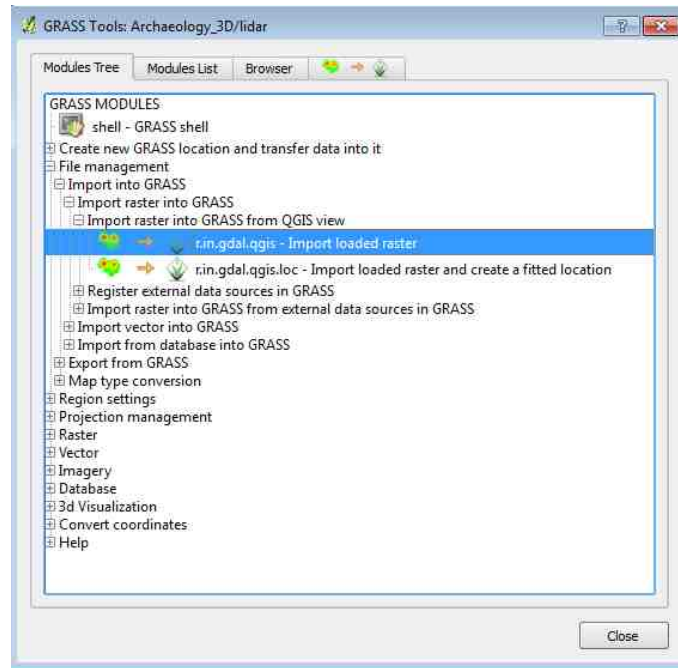 GRASS Tools: Archaeology_3D/lidar
Modules Tree Modules List Browser
GRASS MODULES
shell - GRASS shell
Create new GRASS location and transfer data into it
File management
Import into GRASS
Import raster into GRASS
Import raster into GRASS from QGIS view
r.in.gdal.qgis - Import loaded raster
r.in.gdal.qgis.loc - Import loaded raster and create a fitted location
Register external data sources in GRASS
Import raster into GRASS from external data sources in GRASS
Import vector into GRASS
Import from database into GRASS
Export from GRASS
Map type conversion
Region settings
Projection management
Raster
Vector
Imagery
Database
3d Visualization
Convert coordinates
Help
Close